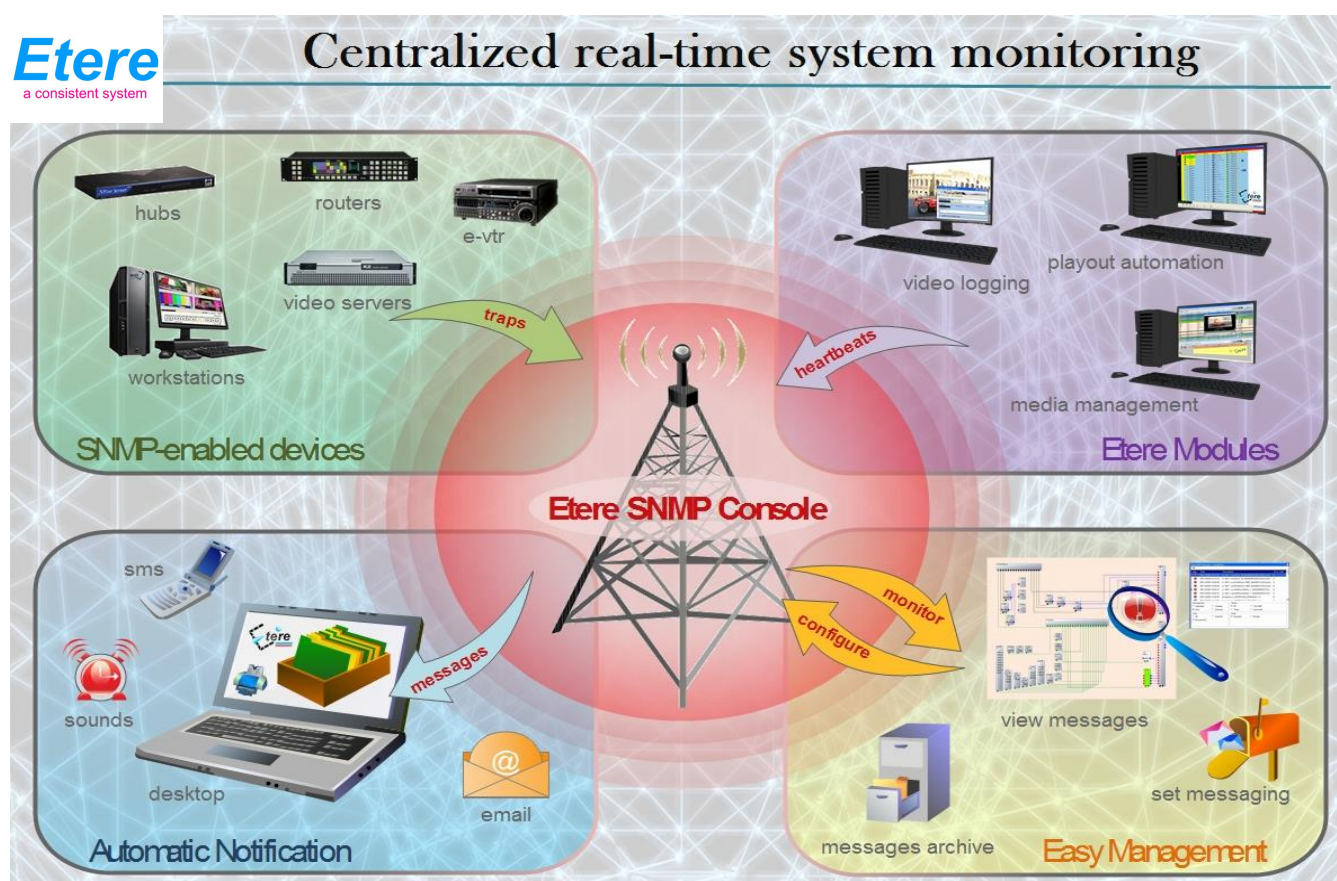 Etere
a consistent system
Centralized real-time system monitoring
hubs
routers
e-vtr
video servers
workstations
traps
SNMP-enabled devices
video logging
playout automation
heartbeats
media management
Etere Modules
Etere SNMP Console
sms
Etere
sounds
messages
desktop
email
Automatic Notification
monitor
configure
view messages
set messaging
messages archive
Easy Management